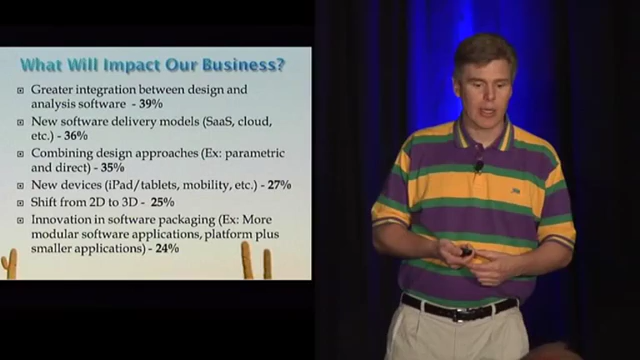 What Will Impact Our Business?
Greater integration between design and
analysis software - 39%
New software delivery models (SaaS, cloud,
etc.) - 36%
Combining design approaches (Ex: parametric
and direct) - 35%
New devices (iPad/tablets, mobility, etc.) - 27%
Shift from 2D to 3D - 25%
Innovation in software packaging (Ex: More
modular software applications, platform plus
smaller applications) - 24%